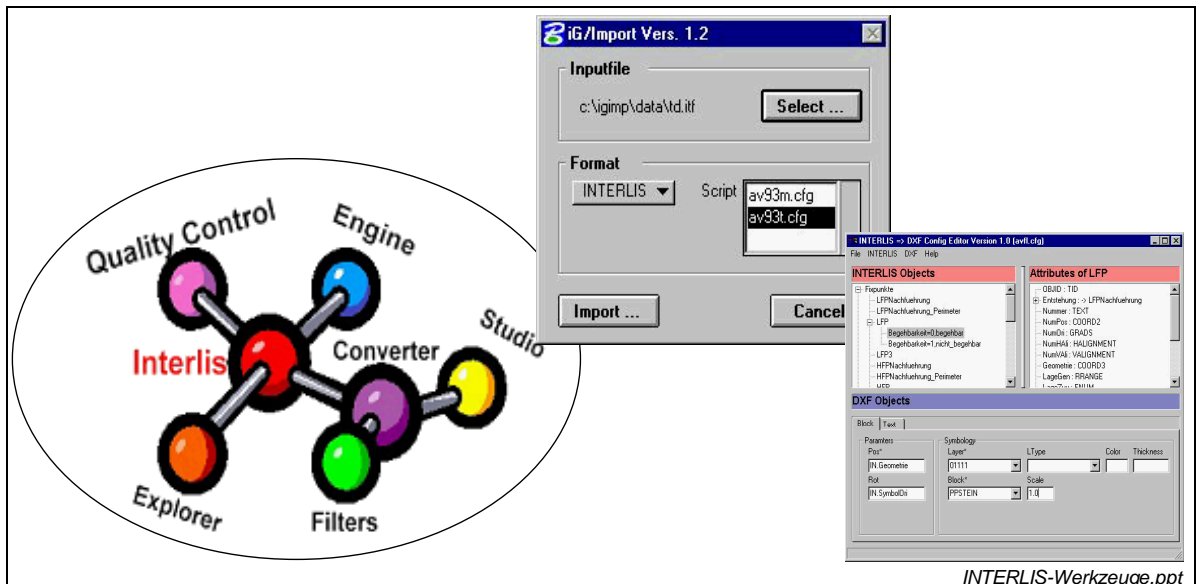 Quality Control
Engine
Interlis
Converter
Studio
Explorer
Filters
iG/Import Vers. 1.2
Inputfile
c:\igimp\data\td.itf
Select ...
Format
INTERLIS
Script
av93m.cfg
av93t.cfg
Import ...
Cancel
INTERLIS => DXF Config Editor Version 1.0 (avfl.cfg)
File INTERLIS DXF Help
INTERLIS Objects
Fixpunkte
LFPNachfuehrung
LFPNachfuehrung_Perimeter
LFP
Begehbarkeit=0,begehbar
Begehbarkeit=1,nicht_begehbar
LFP3
HFPNachfuehrung
HFPNachfuehrung_Perimeter
HFP
Attributes of LFP
OBJID : TID
Entstehung : -> LFPNachfuehrung
Nummer : TEXT
NumPos : COORD2
NumOri : GRADS
NumHAli : HALIGNMENT
NumVAli : VALIGNMENT
Geometrie : COORD3
LageGen : RRANGE
DXF Objects
Block Text
Paramters
Pos*
IN.Geometrie
Rot
IN.SymbolOri
Symbology
Layer* LType Color Thickness
01111
Block* Scale
PPSTEIN 1.0
INTERLIS-Werkzeuge.ppt